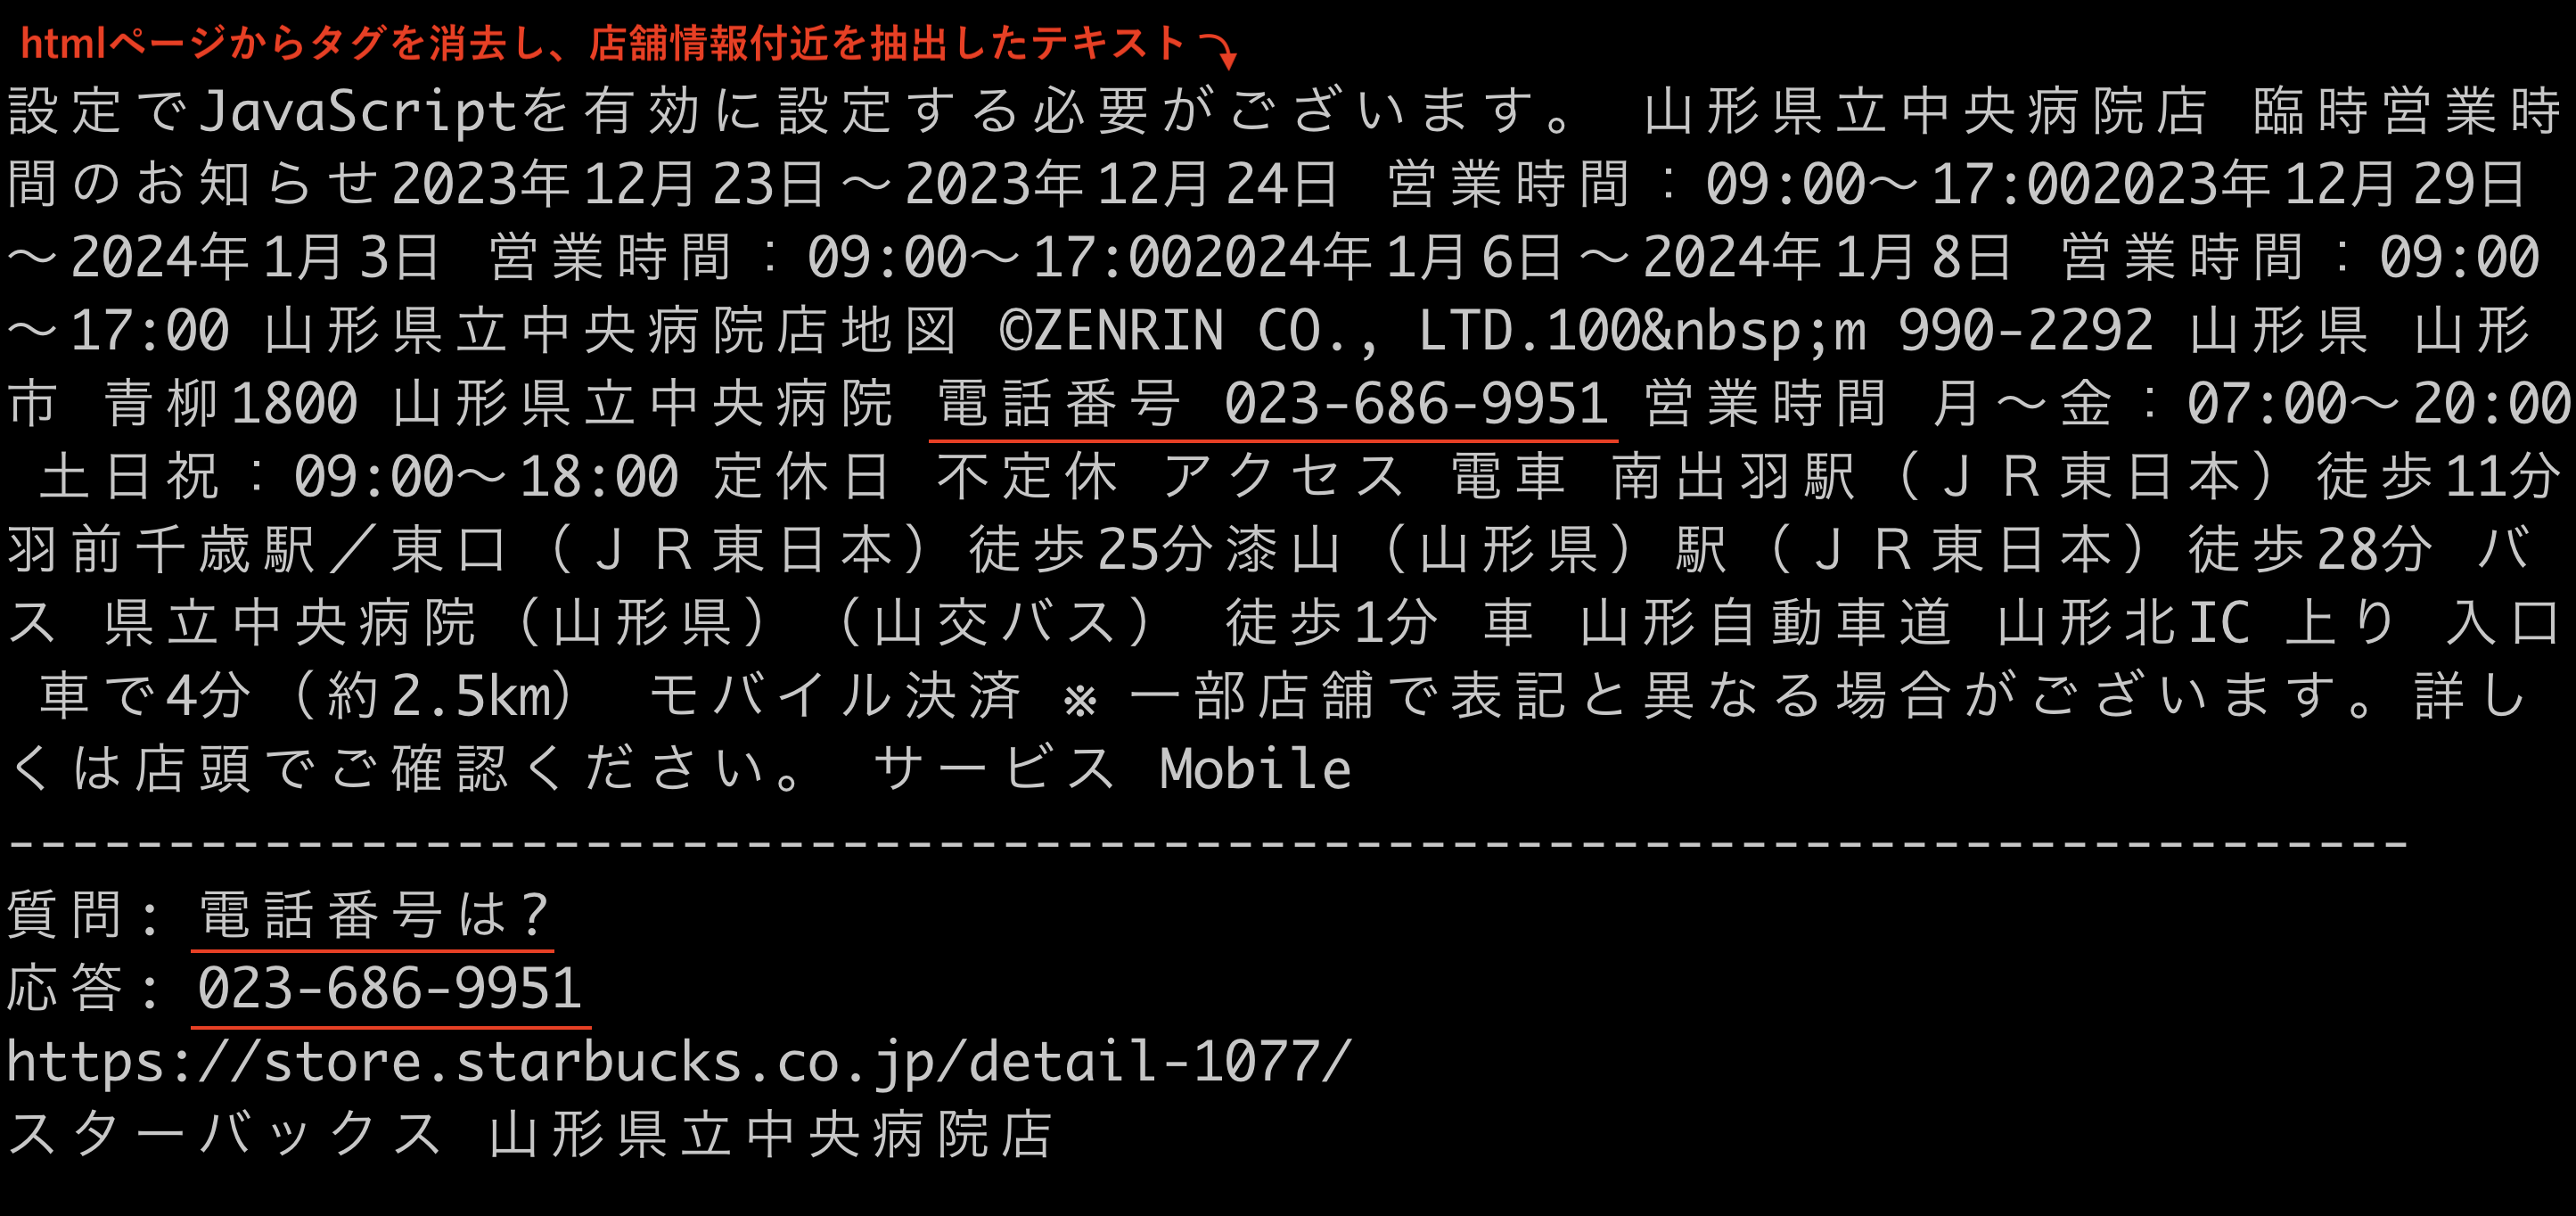 htmlページからタグを消去し、店舗情報付近を抽出したテキスト
設定でJavaScriptを有効に設定する必要がございます。 山形県立中央病院店 臨時営業時
間のお知らせ2023年12月23日〜2023年12月24日 営業時間：09:00〜17:002023年12月29日
〜2024年1月3日 営業時間：09:00〜17:002024年1月6日〜2024年1月8日 営業時間：09:00
〜17:00 山形県立中央病院店地図 ©ZENRIN CO., LTD.100&nbsp;m 990-2292 山形県 山形
市 青柳1800 山形県立中央病院 電話番号 023-686-9951 営業時間 月〜金：07:00〜20:00
土日祝：09:00〜18:00 定休日 不定休 アクセス 電車 南出羽駅（ＪＲ東日本）徒歩11分
羽前千歳駅／東口（ＪＲ東日本）徒歩25分漆山（山形県）駅（ＪＲ東日本）徒歩28分 バ
ス 県立中央病院（山形県）（山交バス） 徒歩1分 車 山形自動車道 山形北IC 上り 入口
車で4分（約2.5km） モバイル決済 ※一部店舗で表記と異なる場合がございます。詳し
くは店頭でご確認ください。 サービス Mobile
---------------------------------------------------------------------------
質問: 電話番号は?
応答: 023-686-9951
https://store.starbucks.co.jp/detail-1077/
スターバックス 山形県立中央病院店